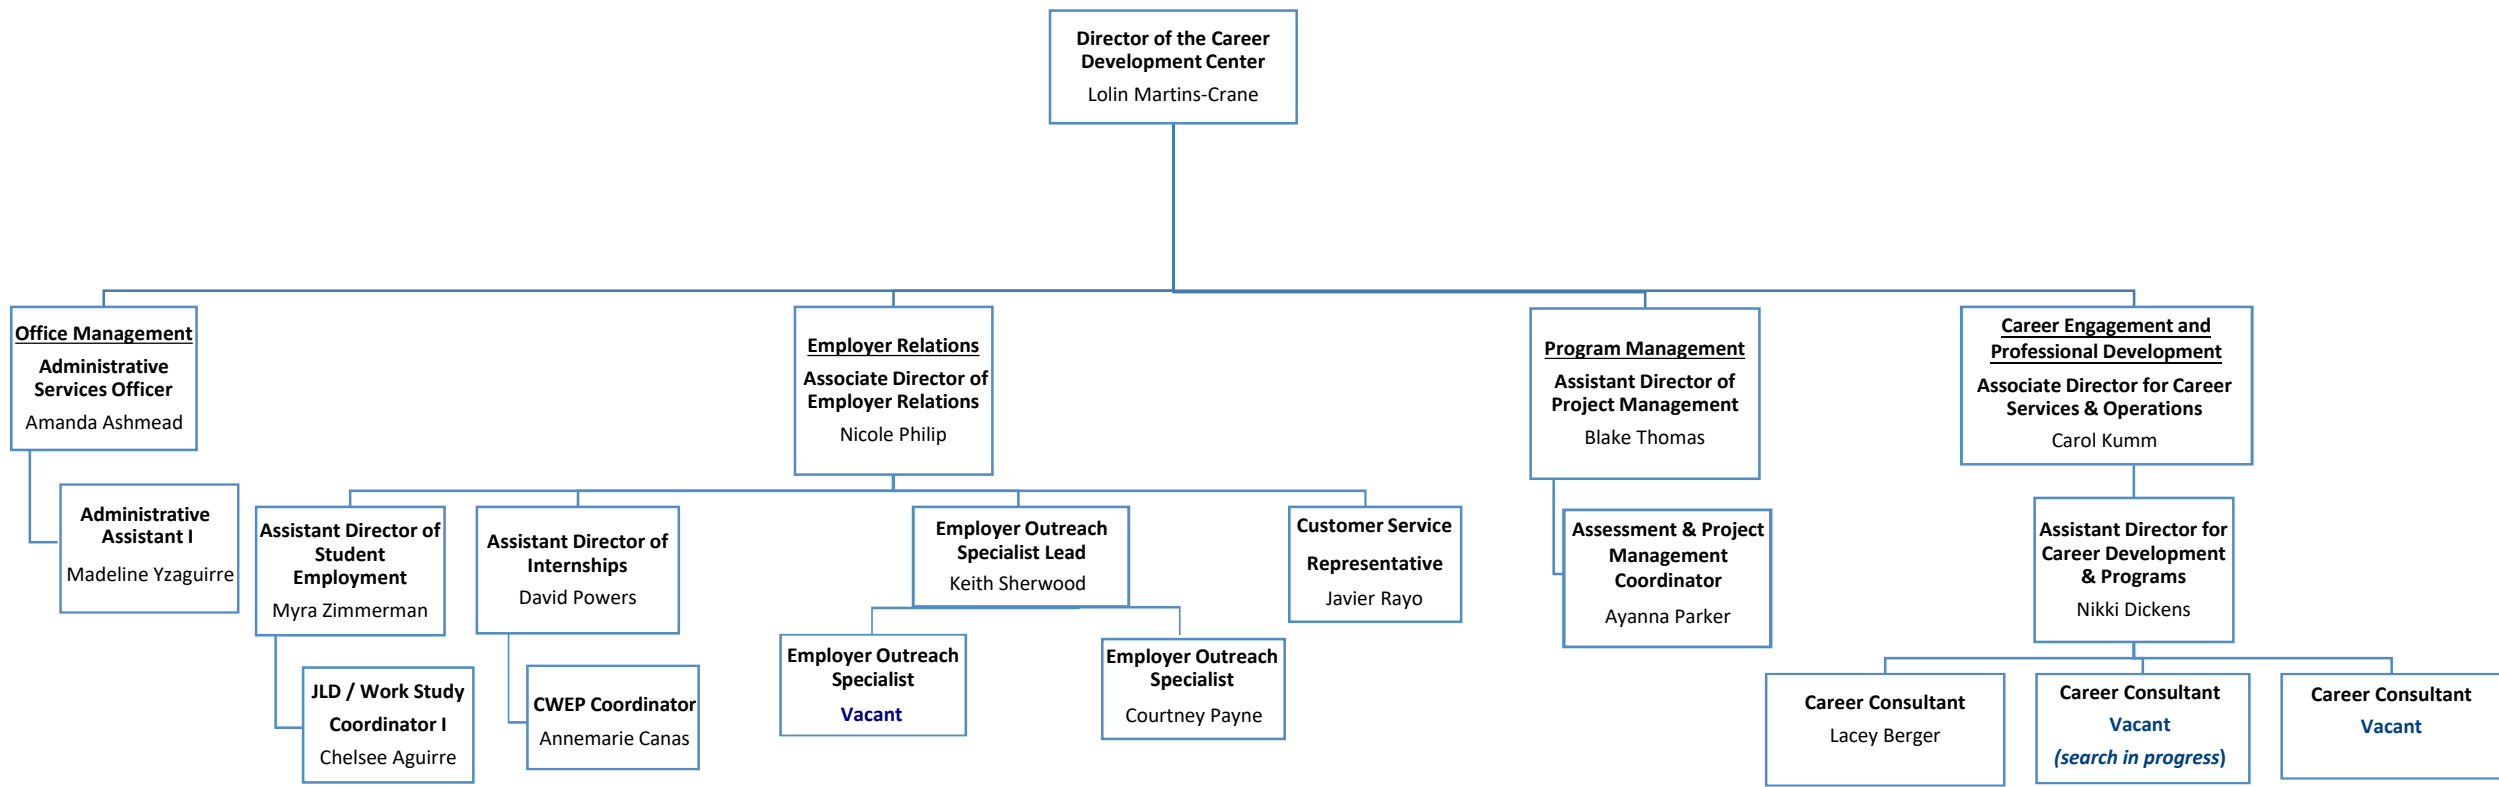 Director of the Career
Development Center
Lolin Martins-Crane
Office Management
Administrative
Services Officer
Amanda Ashmead
Employer Relations
Associate Director of
Employer Relations
Nicole Philip
Program Management
Assistant Director of
Project Management
Blake Thomas
Career Engagement and
Professional Development
Associate Director for Career
Services & Operations
Carol Kumm
Administrative
Assistant I
Madeline Yzaguirre
Assistant Director of
Student
Employment
Myra Zimmerman
Assistant Director of
Internships
David Powers
Employer Outreach
Specialist Lead
Keith Sherwood
Customer Service
Representative
Javier Rayo
Assessment & Project
Management
Coordinator
Ayanna Parker
Assistant Director for
Career Development
& Programs
Nikki Dickens
JLD / Work Study
Coordinator I
Chelsee Aguirre
CWEP Coordinator
Annemarie Canas
Employer Outreach
Specialist
Vacant
Employer Outreach
Specialist
Courtney Payne
Career Consultant
Lacey Berger
Career Consultant
Vacant
(search in progress)
Career Consultant
Vacant